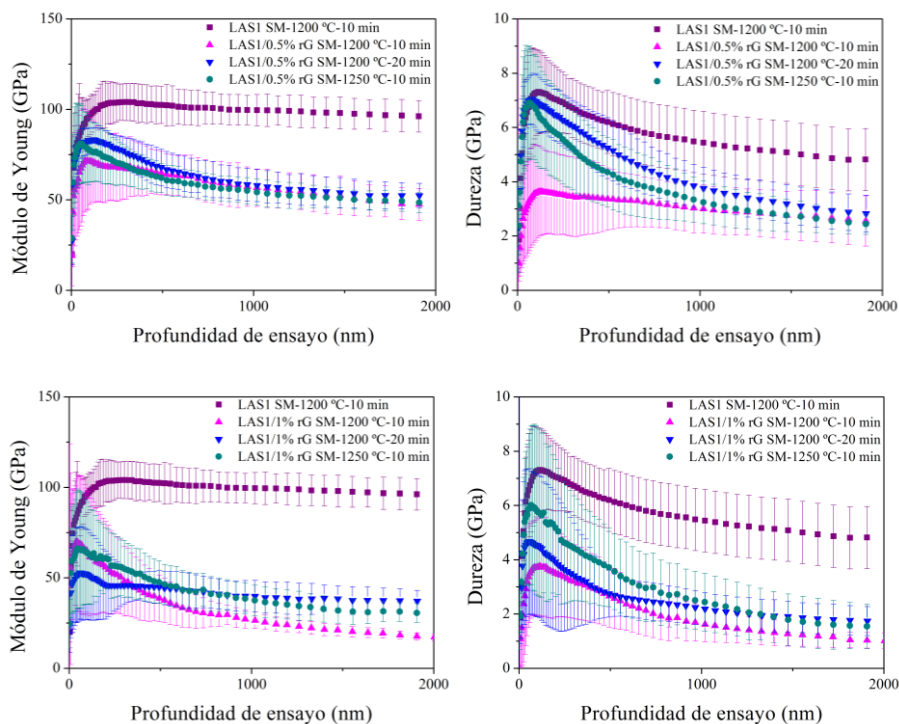 150
100
50
0
Módulo de Young (GPa)
LAS1 SM-1200 ºC-10 min
LAS1/0.5% rG SM-1200 ºC-10 min
LAS1/0.5% rG SM-1200 ºC-20 min
LAS1/0.5% rG SM-1250 ºC-10 min
0
1000
2000
Profundidad de ensayo (nm)
10
8
6
4
2
0
Dureza (GPa)
LAS1 SM-1200 ºC-10 min
LAS1/0.5% rG SM-1200 ºC-10 min
LAS1/0.5% rG SM-1200 ºC-20 min
LAS1/0.5% rG SM-1250 ºC-10 min
0
1000
2000
Profundidad de ensayo (nm)
150
100
50
0
Módulo de Young (GPa)
LAS1 SM-1200 ºC-10 min
LAS1/1% rG SM-1200 ºC-10 min
LAS1/1% rG SM-1200 ºC-20 min
LAS1/1% rG SM-1250 ºC-10 min
0
1000
2000
Profundidad de ensayo (nm)
10
8
6
4
2
0
Dureza (GPa)
LAS1 SM-1200 ºC-10 min
LAS1/1% rG SM-1200 ºC-10 min
LAS1/1% rG SM-1200 ºC-20 min
LAS1/1% rG SM-1250 ºC-10 min
0
1000
2000
Profundidad de ensayo (nm)